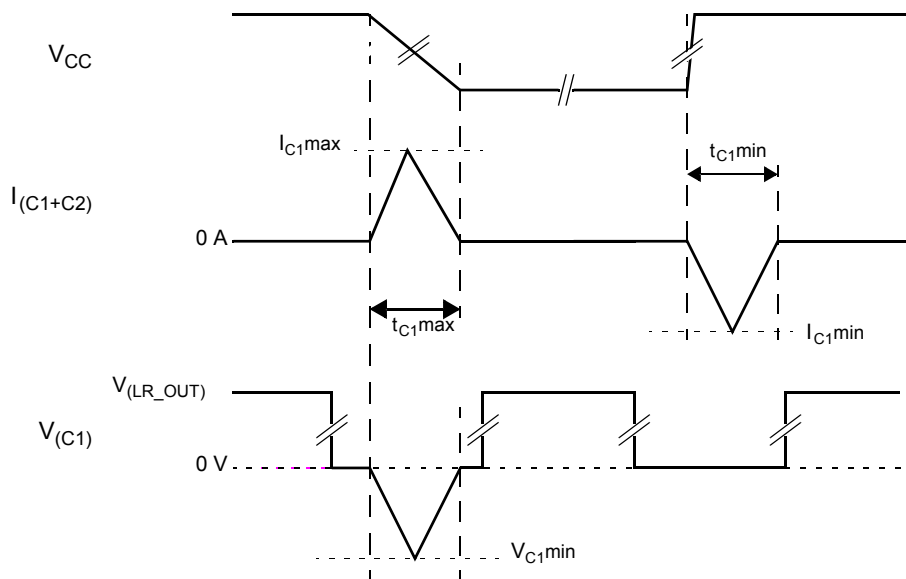 V_CC
I_C1max
t_C1min
I_(C1+C2)
0 A
t_C1max
I_C1min
V_(LR_OUT)
V_(C1)
0 V
V_C1min